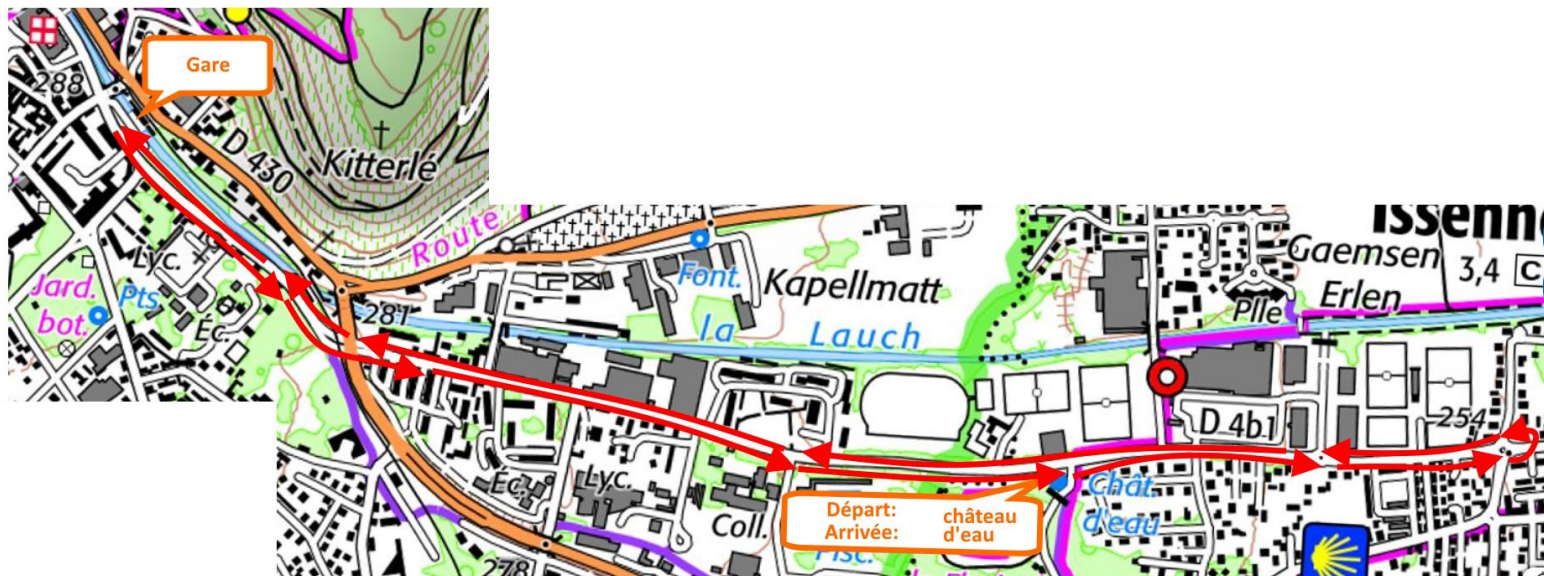 Gare
288
D 430
Kitterlé
Route
Lyc.
Jard.
bot.
Pts
Éc.
281
Font.
Kapellmatt
la Lauch
Gaemsen
Erlen
Plle
3,4
C
D 4b1
254
Éc.
Lyc.
Coll.
Départ: château
Arrivée: d'eau
Chât.
d'eau
Pisc.
278